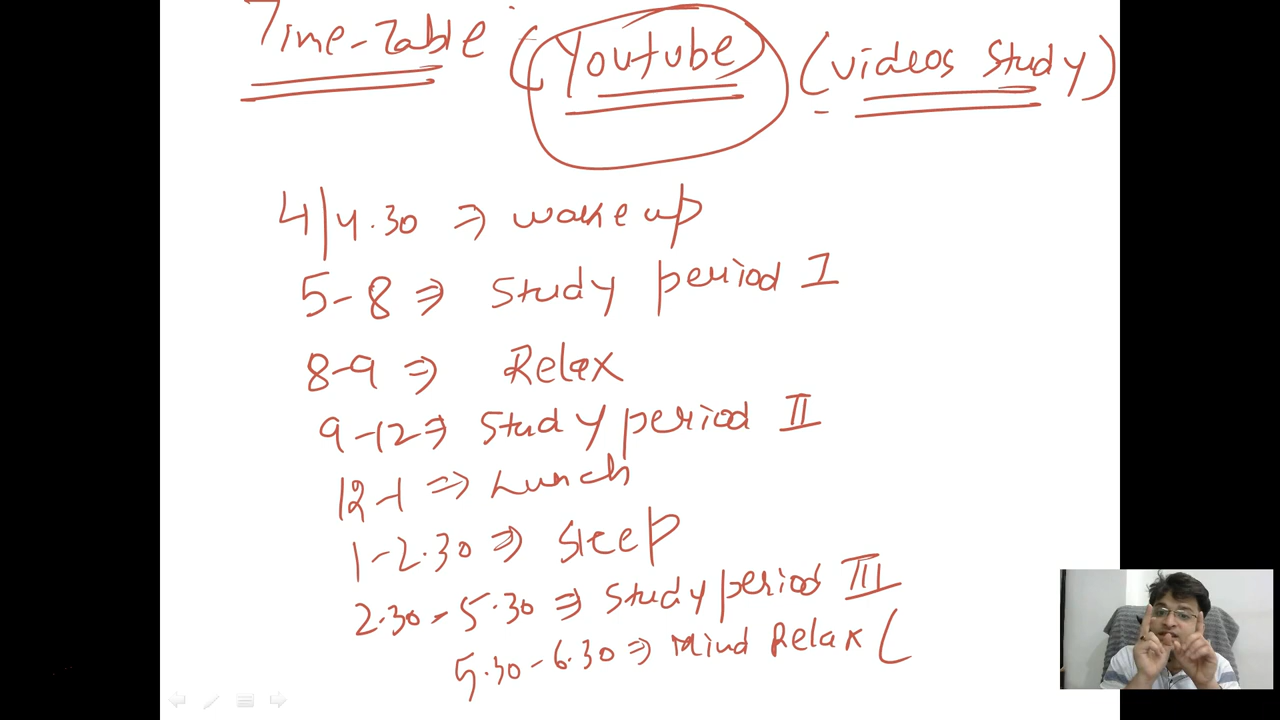 Time-Table (Youtube (videos study)
4|4.30 ⇒ wake up
5-8 ⇒ Study period I
8-9 ⇒ Relax
9-12 ⇒ Study period II
12-1 ⇒ Lunch
1-2.30 ⇒ Sleep
2.30-5.30 ⇒ Study period III
5.30-6.30 ⇒ Mind Relax (